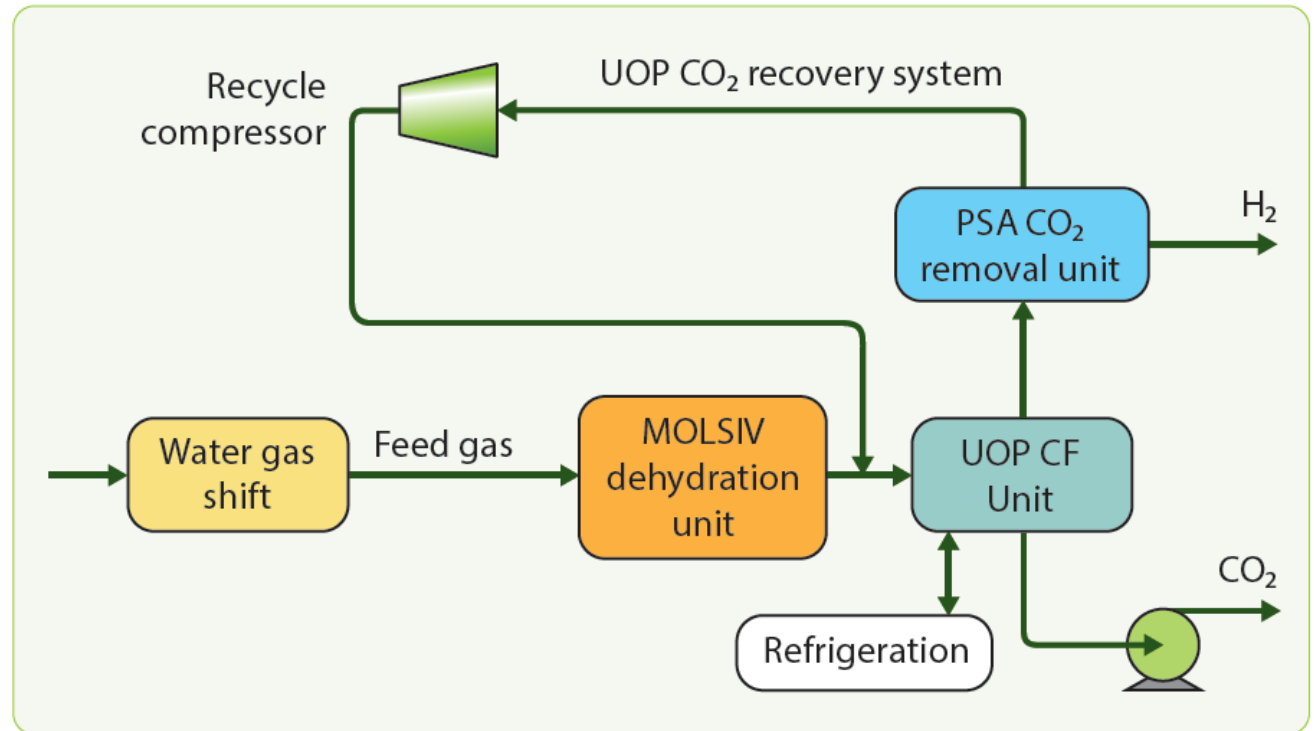 Recycle
compressor
UOP CO₂ recovery system
PSA CO₂
removal unit
H₂
Water gas
shift
Feed gas
MOLSIV
dehydration
unit
UOP CF
Unit
Refrigeration
CO₂